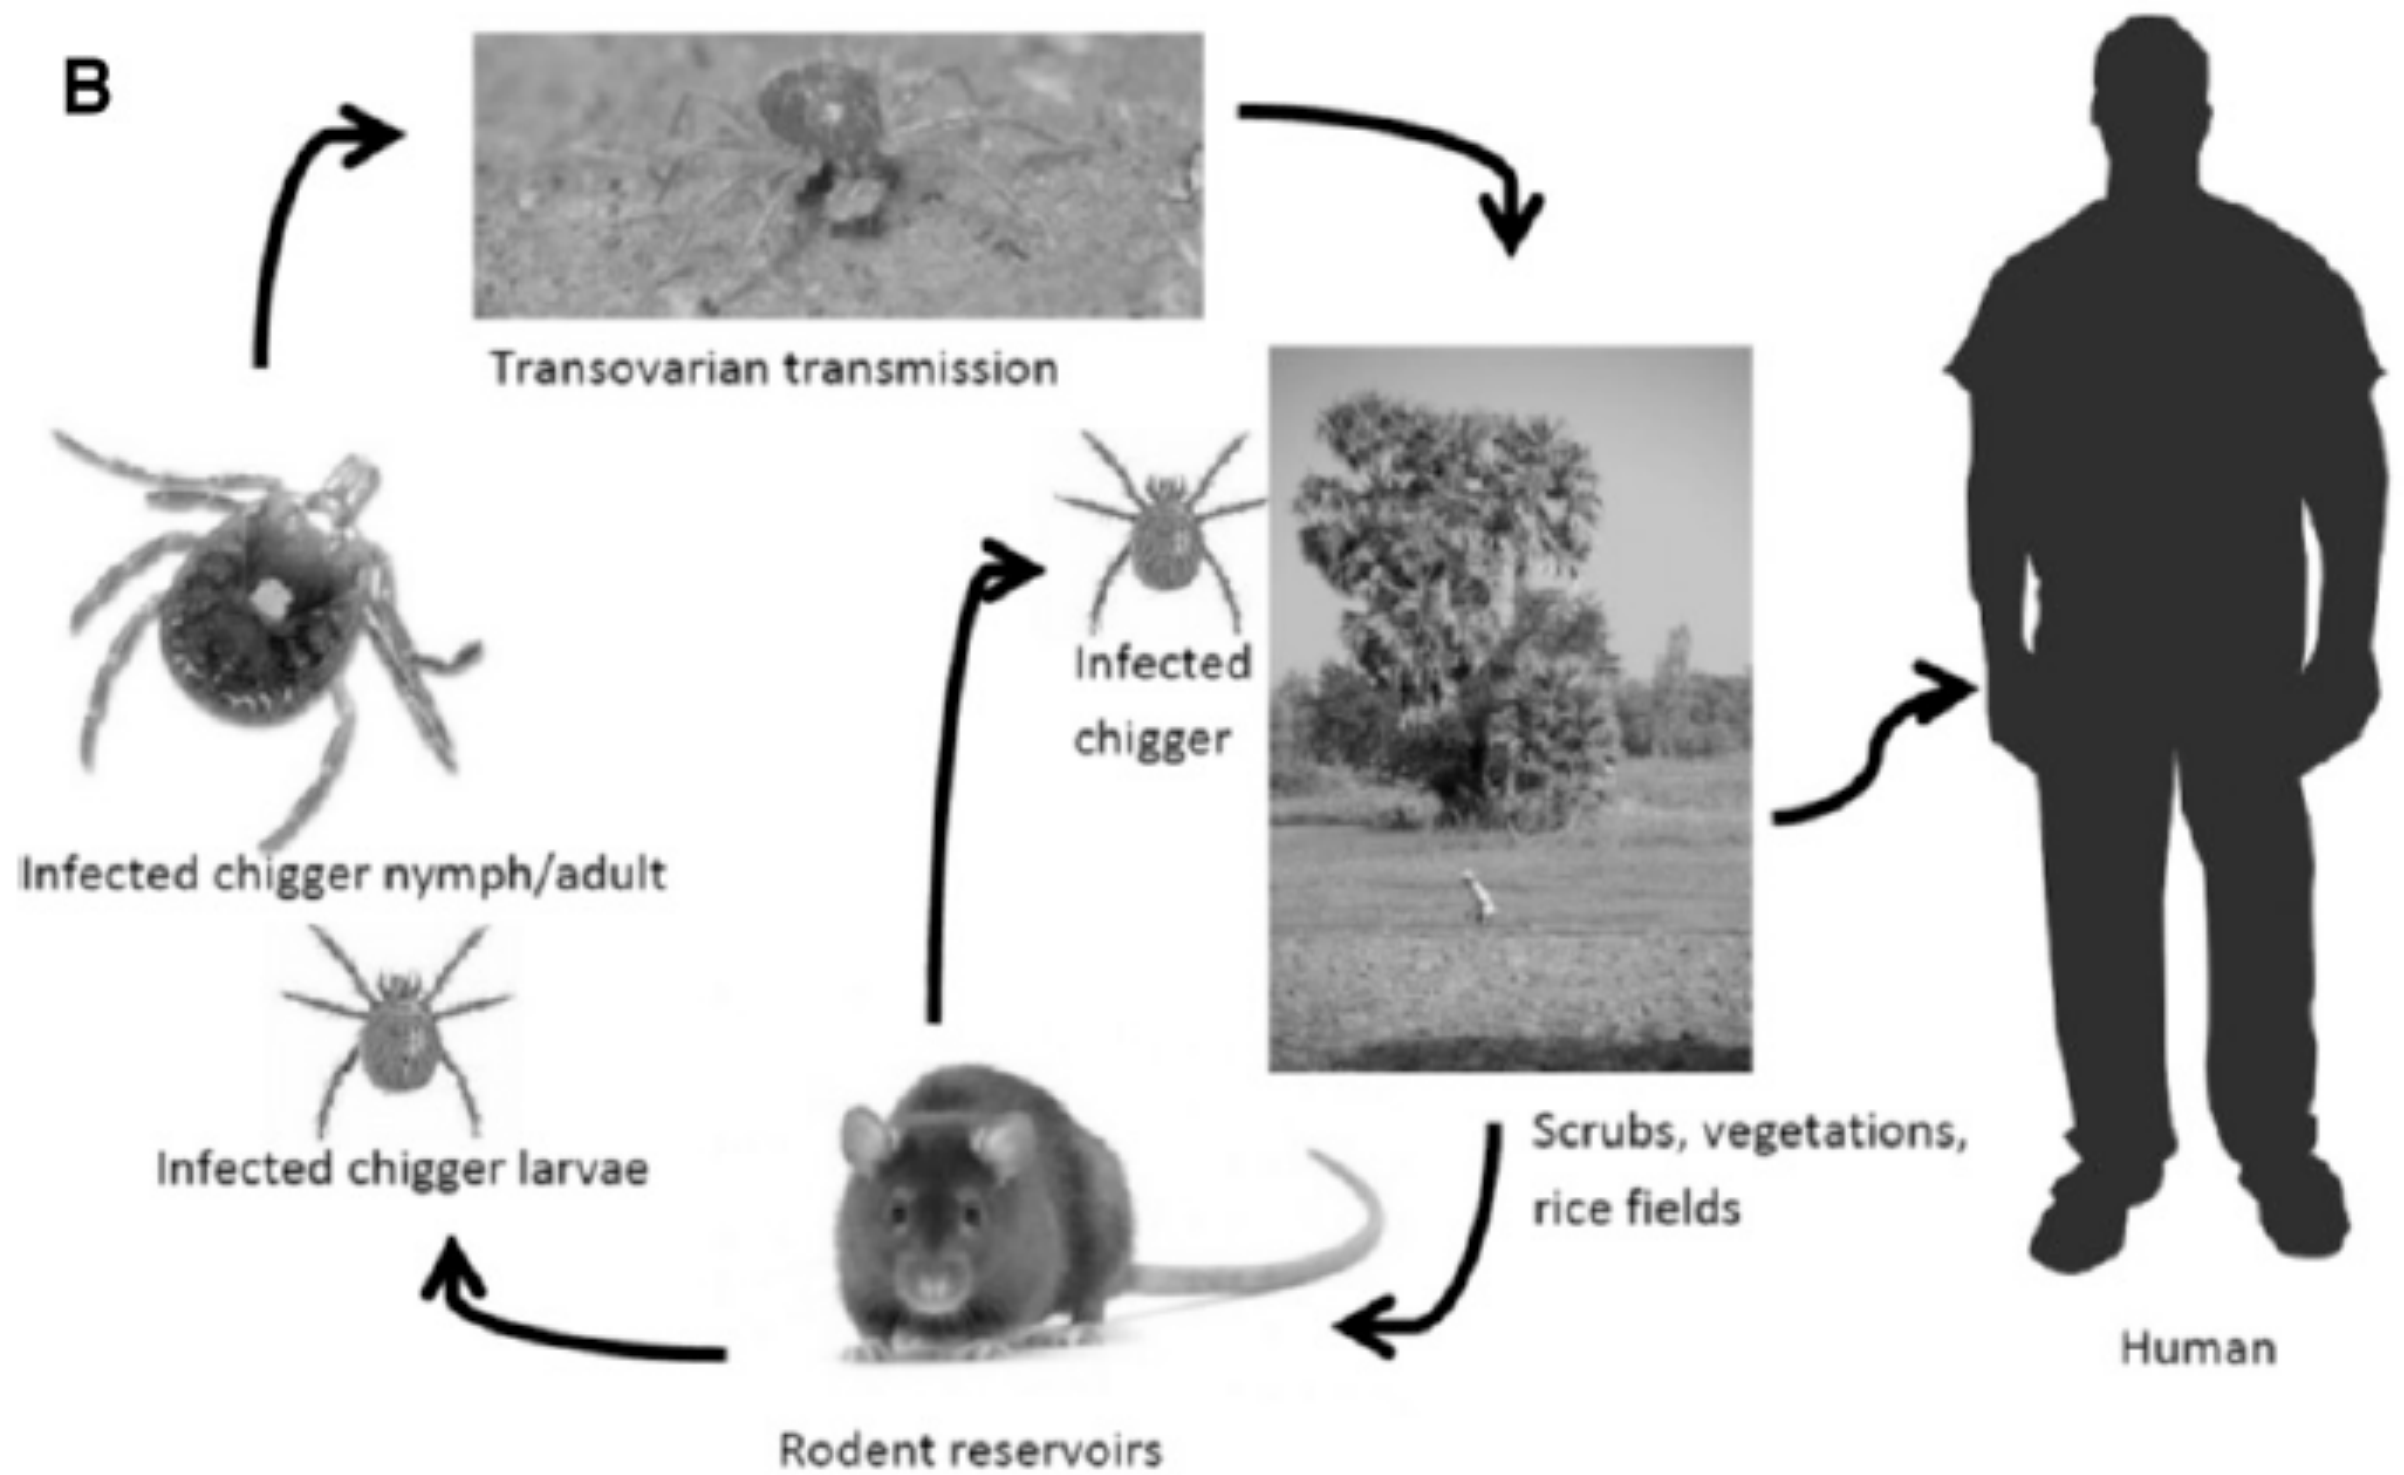 B
Transovarian transmission
Infected
chigger
Infected chigger nymph/adult
Infected chigger larvae
Scrubs, vegetations,
rice fields
Human
Rodent reservoirs